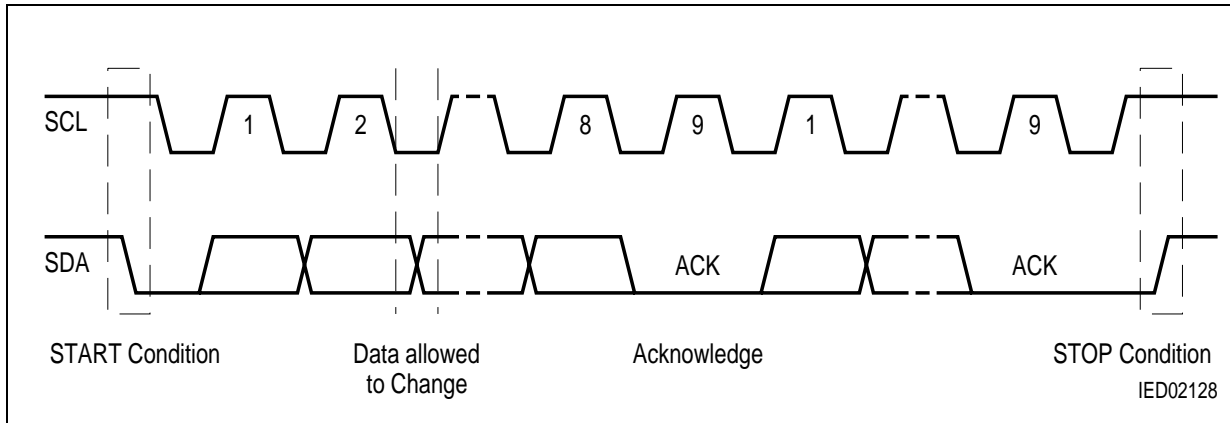 SCL 1 2 8 9 1 9
SDA ACK ACK
START Condition Data allowed Acknowledge STOP Condition
to Change
IED02128